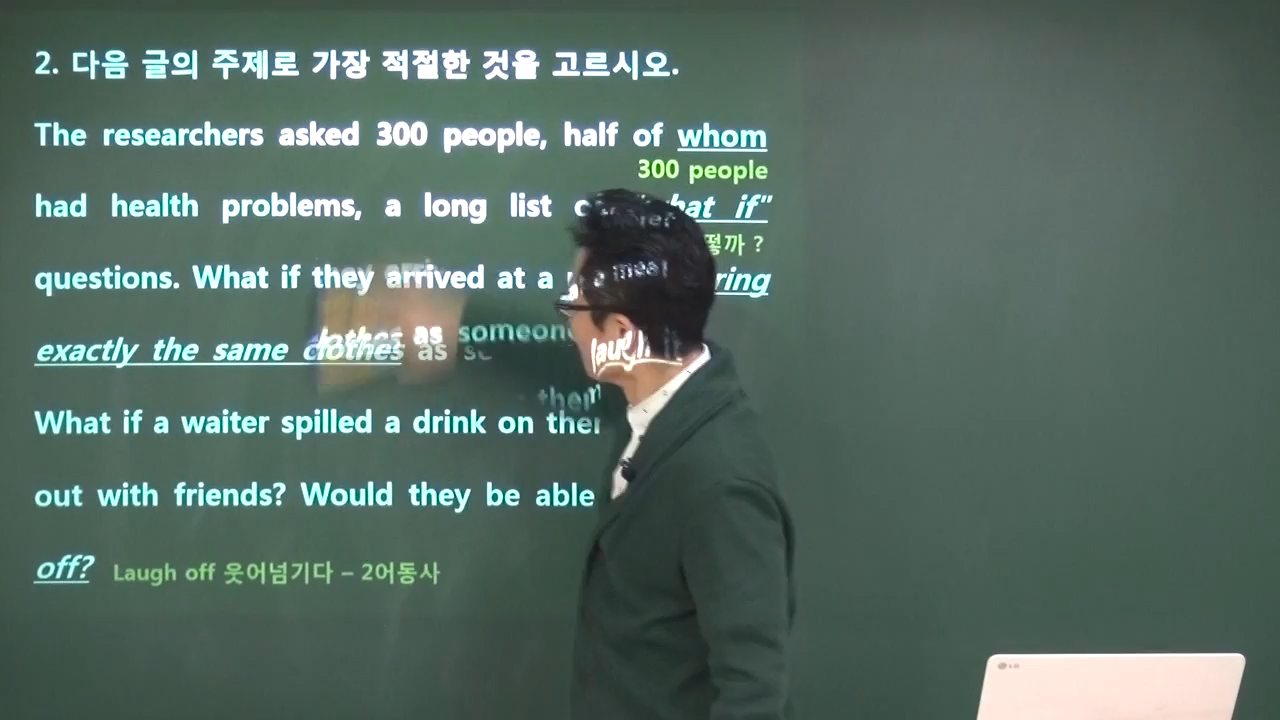 2. 다음 글의 주제로 가장 적절한 것을 고르시오.
The researchers asked 300 people, half of whom
300 people
had health problems, a long list if"
? 
questions. What if they arrived at a
exactly the same clothes as
What if a waiter spilled a drink on
out with friends? Would they be able
off? Laugh off 웃어넘기다 – 2어동사
LG